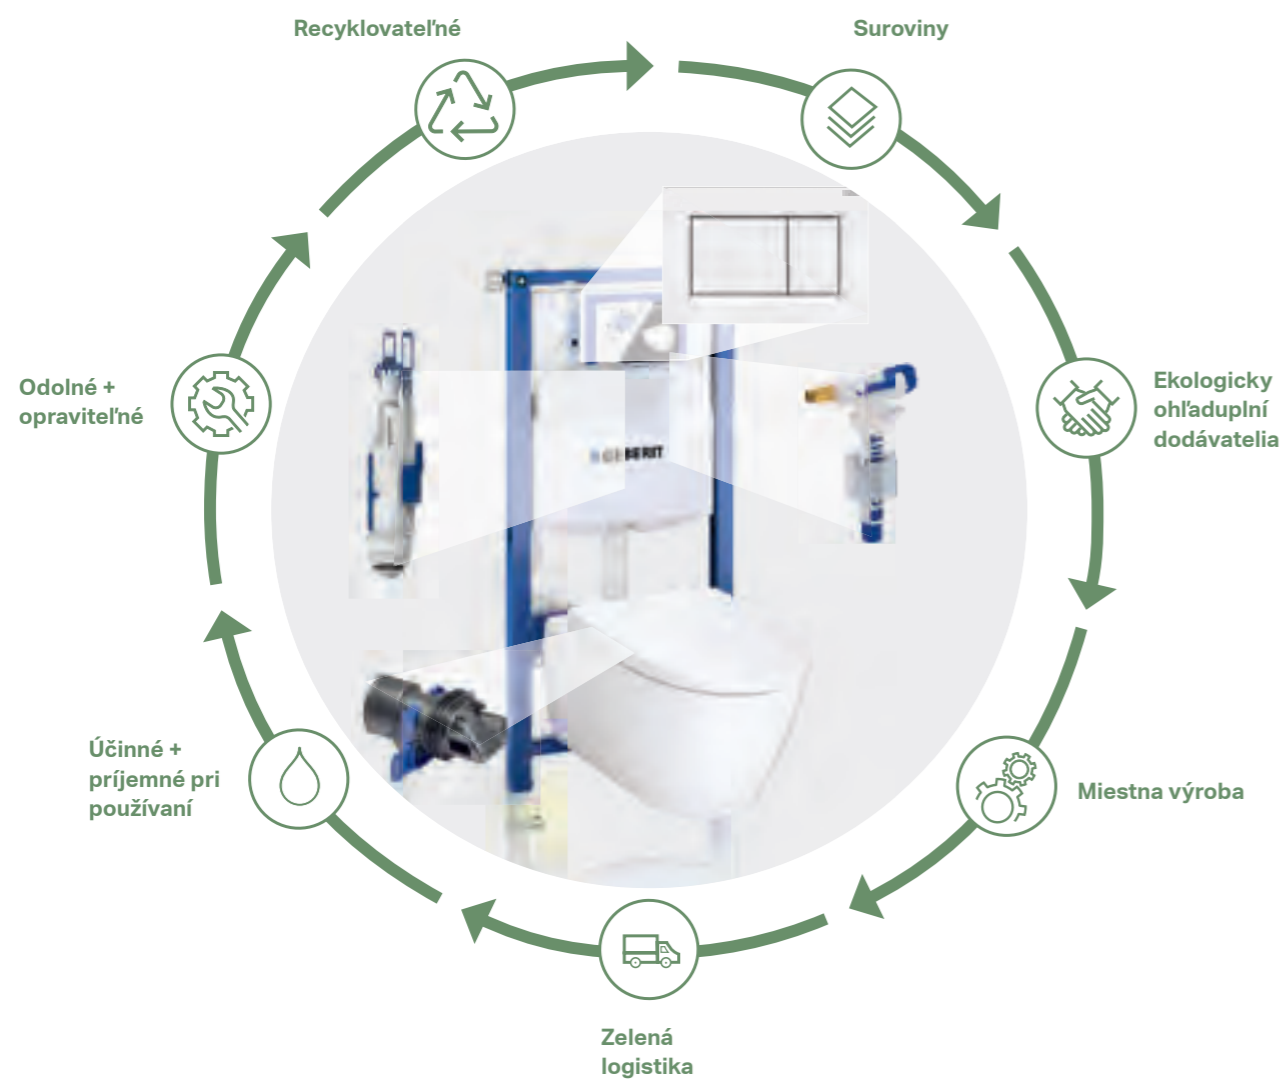 Recyklovateľné
Suroviny
Ekologicky
ohľaduplní
dodávatelia
Miestna výroba
Zelená
logistika
Účinné +
príjemné pri
používaní
Odolné +
opraviteľné
GEBERIT